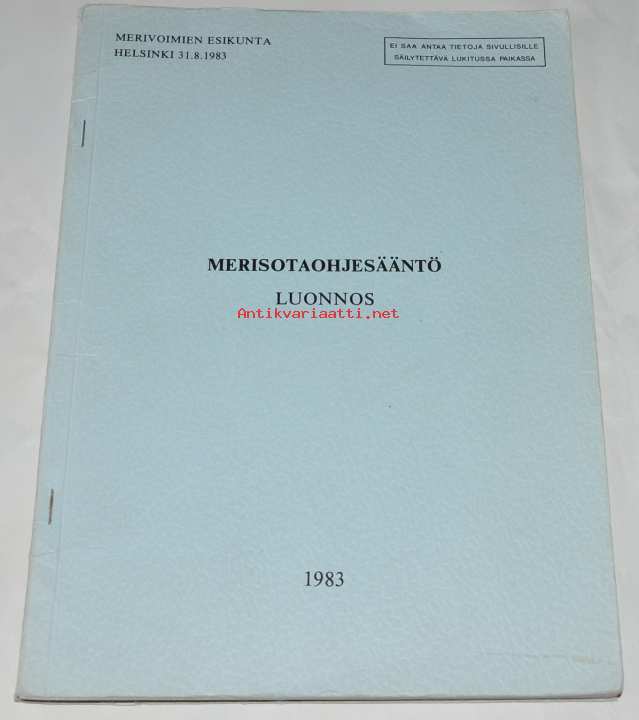 MERIVOIMIEN ESIKUNTA
HELSINKI 31.8.1983
EI SAA ANTAA TIETOJA SIVULLISILLE
SÄILYTETTÄVÄ LUKITUSSA PAIKASSA
MERISOTAOHJESÄÄNTÖ
LUONNOS
Antikvariaatti.net
1983